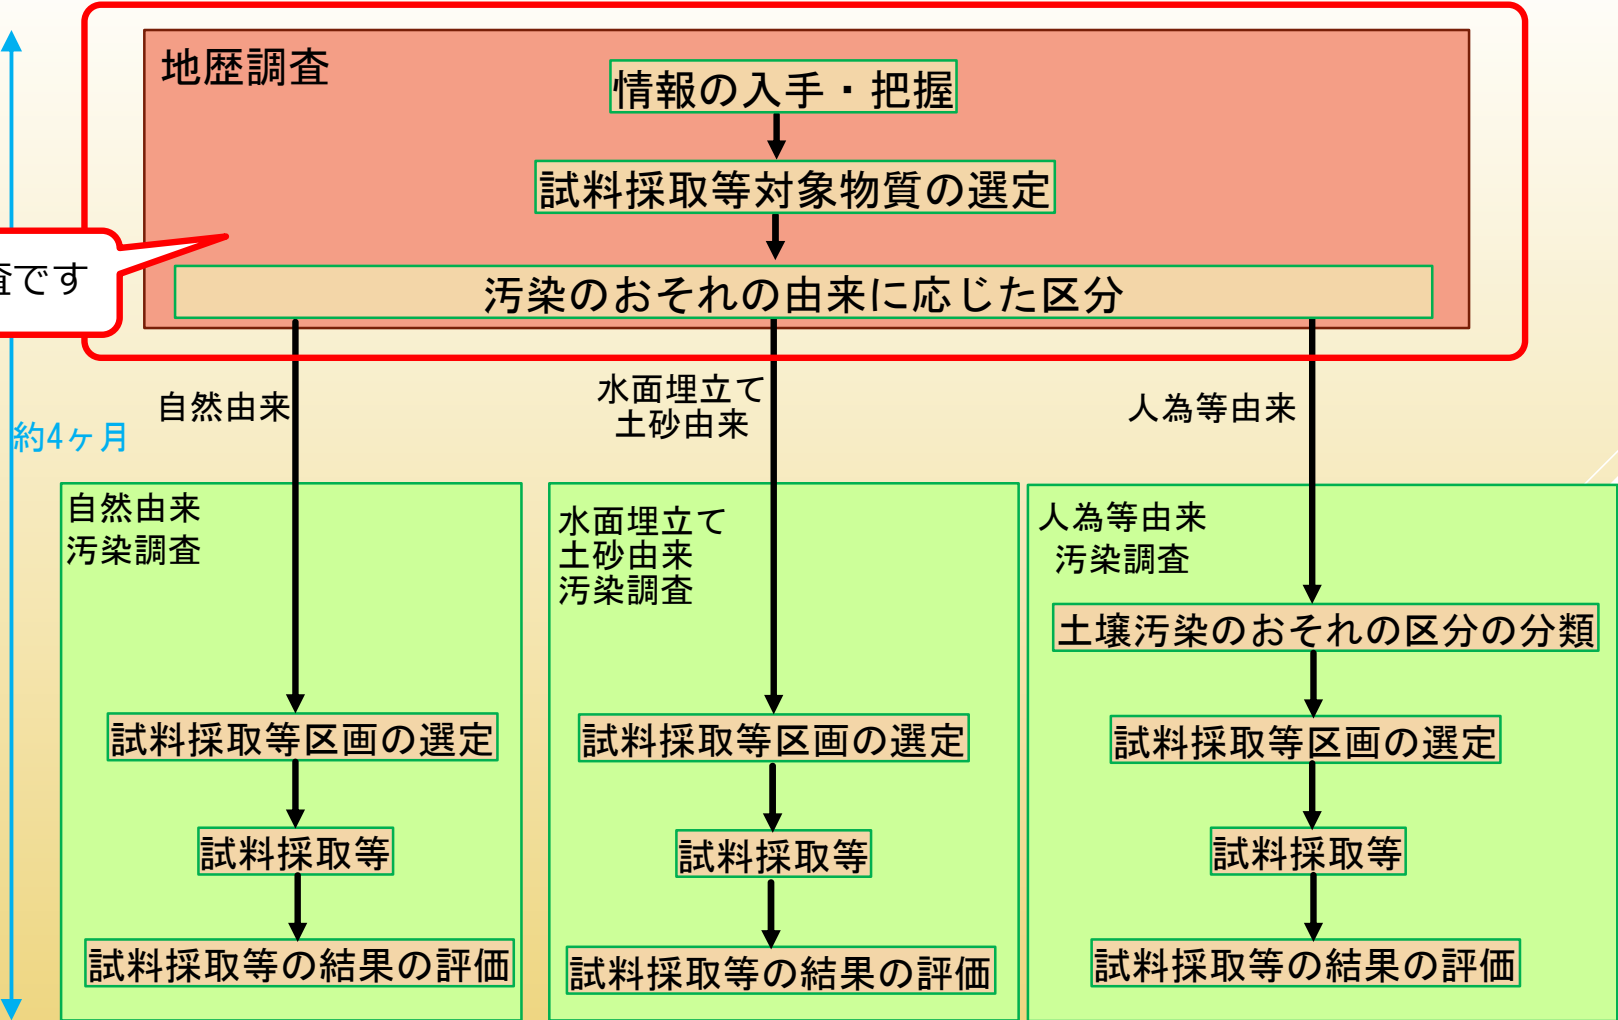 地歴調査
情報の入手・把握
試料採取等対象物質の選定
査です
汚染のおそれの由来に応じた区分
自然由来
水面埋立て
土砂由来
人為等由来
約4ヶ月
自然由来
汚染調査
水面埋立て
土砂由来
汚染調査
人為等由来
汚染調査
土壌汚染のおそれの区分の分類
試料採取等区画の選定
試料採取等区画の選定
試料採取等区画の選定
試料採取等
試料採取等
試料採取等
試料採取等の結果の評価
試料採取等の結果の評価
試料採取等の結果の評価